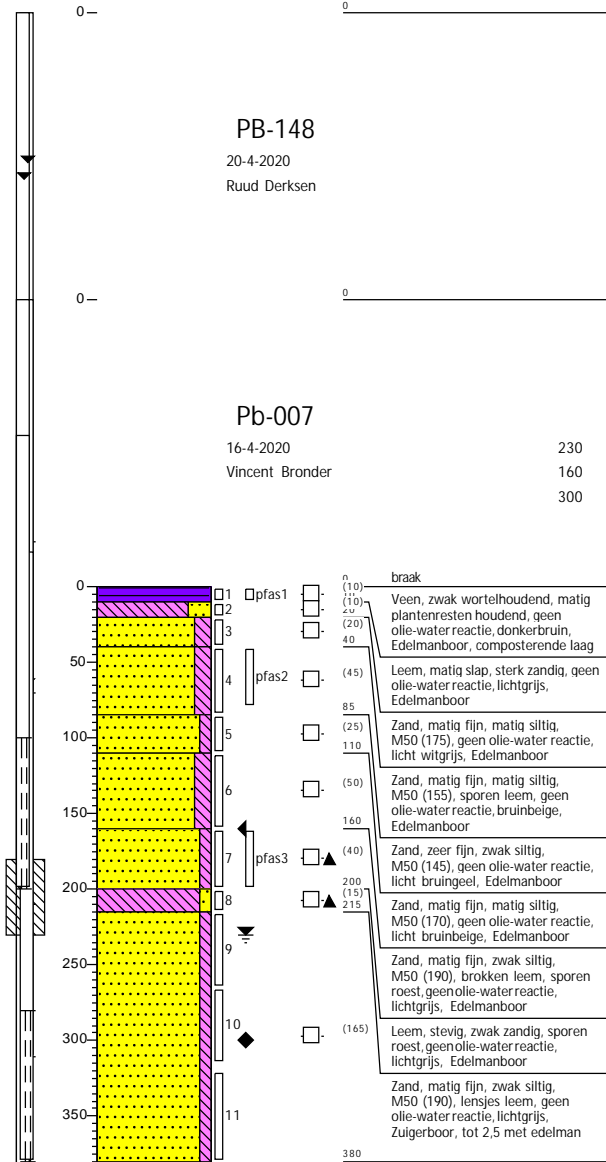 0
0
PB-148
20-4-2020
Ruud Derksen
0
0
Pb-007
16-4-2020
230
Vincent Bronder
160
300
0
0
braak
1
pfas1
(10)
10
2
(10)
20
3
(20)
40
50
4
pfas2
(45)
85
100
5
(25)
110
6
(50)
150
160
7
pfas3
(40)
200
200
8
(15)
215
9
250
10
300
(165)
350
11
380
Veen, zwak wortelhoudend, matig
plantenresten houdend, geen
olie-water reactie, donkerbruin,
Edelmanboor, composterende laag
Leem, matig slap, sterk zandig, geen
olie-water reactie, lichtgrijs,
Edelmanboor
Zand, matig fijn, matig siltig,
M50 (175), geen olie-water reactie,
licht witgrijs, Edelmanboor
Zand, matig fijn, matig siltig,
M50 (155), sporen leem, geen
olie-water reactie, bruinbeige,
Edelmanboor
Zand, zeer fijn, zwak siltig,
M50 (145), geen olie-water reactie,
licht bruingeel, Edelmanboor
Zand, matig fijn, matig siltig,
M50 (170), geen olie-water reactie,
licht bruinbeige, Edelmanboor
Zand, matig fijn, zwak siltig,
M50 (190), brokken leem, sporen
roest, geen olie-water reactie,
lichtgrijs, Edelmanboor
Leem, stevig, zwak zandig, sporen
roest, geen olie-water reactie,
lichtgrijs, Edelmanboor
Zand, matig fijn, zwak siltig,
M50 (190), lensjes leem, geen
olie-water reactie, lichtgrijs,
Zuigerboor, tot 2,5 met edelman